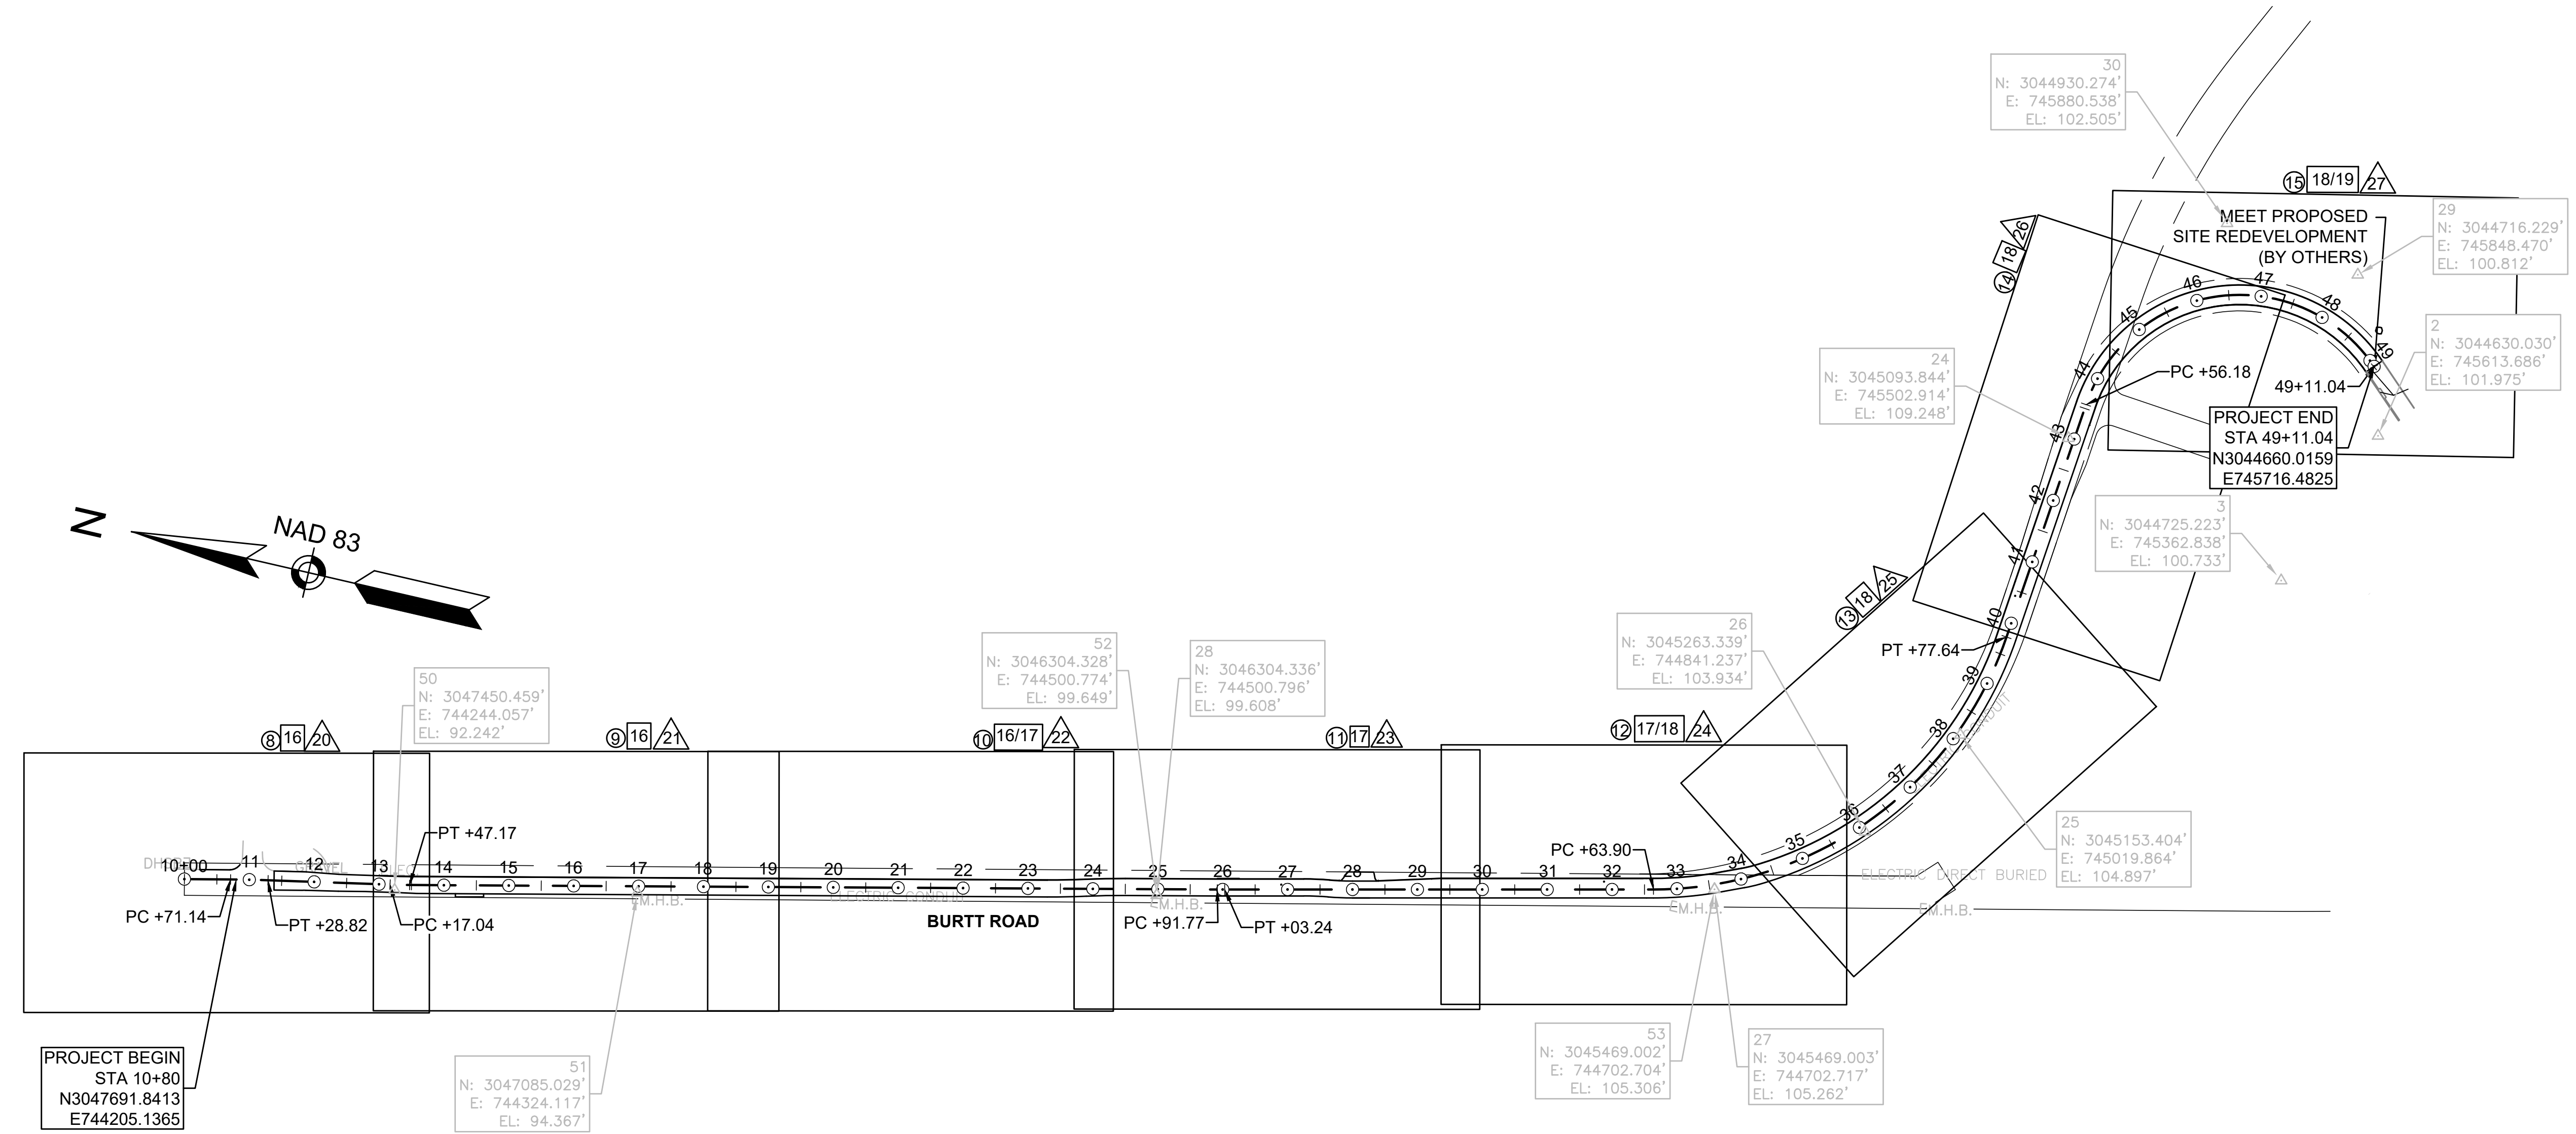 30
N: 3044930.274'
E: 745880.538'
EL: 102.505'
15 18/19 27
MEET PROPOSED
SITE REDEVELOPMENT
(BY OTHERS)
29
N: 3044716.229'
E: 745848.470'
EL: 100.812'
14 18 26
45 46 47 48 49
2
N: 3044630.030'
E: 745613.686'
EL: 101.975'
24
N: 3045093.844'
E: 745502.914'
EL: 109.248'
44
PC +56.18
49+11.04
PROJECT END
STA 49+11.04
N3044660.0159
E745716.4825
43
42
41
40
39
38
37
36
35
34
3
N: 3044725.223'
E: 745362.838'
EL: 100.733'
N
NAD 83
13 18 25
PT +77.64
26
N: 3045263.339'
E: 744841.237'
EL: 103.934'
52
N: 3046304.328'
E: 744500.774'
EL: 99.649'
28
N: 3046304.336'
E: 744500.796'
EL: 99.608'
50
N: 3047450.459'
E: 744244.057'
EL: 92.242'
8 16 20
9 16 21
10 16/17 22
11 17 23
12 17/18 24
25
N: 3045153.404'
E: 745019.864'
EL: 104.897'
PT +47.17
PC +63.90
10+00 11 12 13 14 15 16 17 18 19 20 21 22 23 24 25 26 27 28 29 30 31 32 33
ELECTRIC DIRECT BURIED
ELECTRIC CONDUIT
E M.H.B.
E M.H.B.
E M.H.B.
E M.H.B.
PC +71.14
PT +28.82
PC +17.04
BURTT ROAD
PC +91.77
PT +03.24
PROJECT BEGIN
STA 10+80
N3047691.8413
E744205.1365
51
N: 3047085.029'
E: 744324.117'
EL: 94.367'
53
N: 3045469.002'
E: 744702.704'
EL: 105.306'
27
N: 3045469.003'
E: 744702.717'
EL: 105.262'